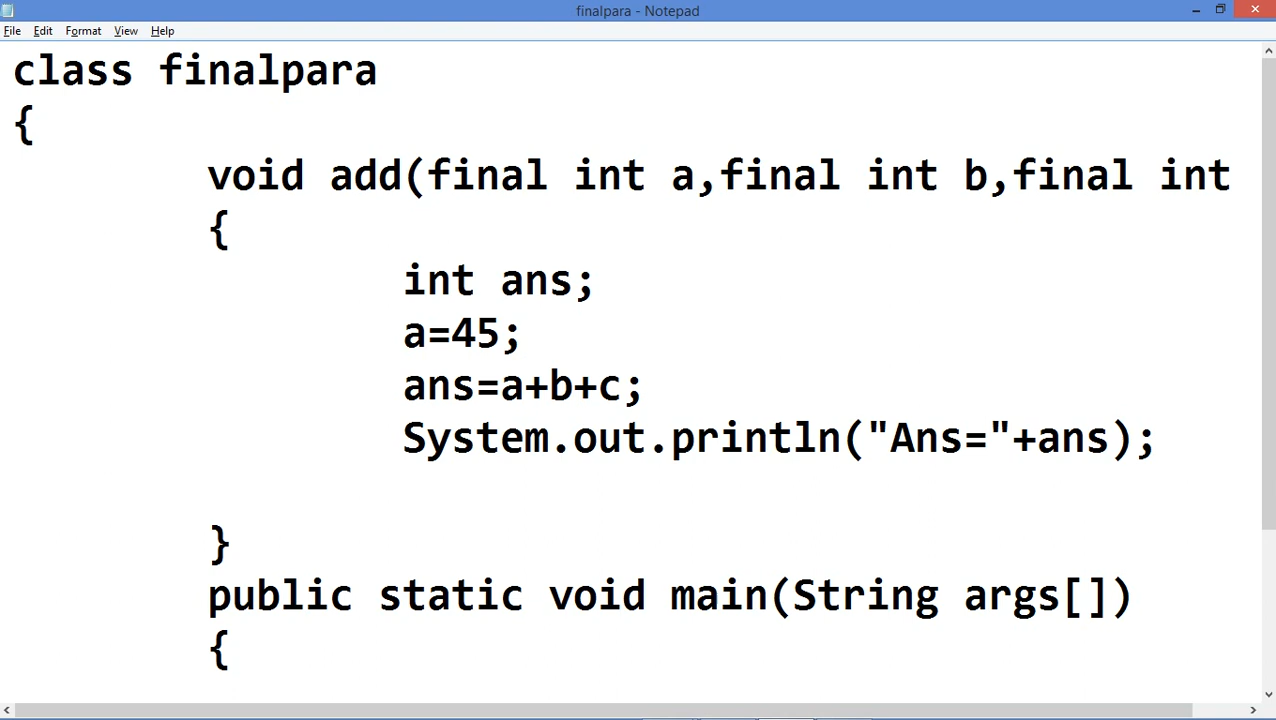 finalpara - Notepad
File Edit Format View Help
class finalpara
{
void add(final int a,final int b,final int
{
int ans;
a=45;
ans=a+b+c;
System.out.println("Ans="+ans);
}
public static void main(String args[])
{